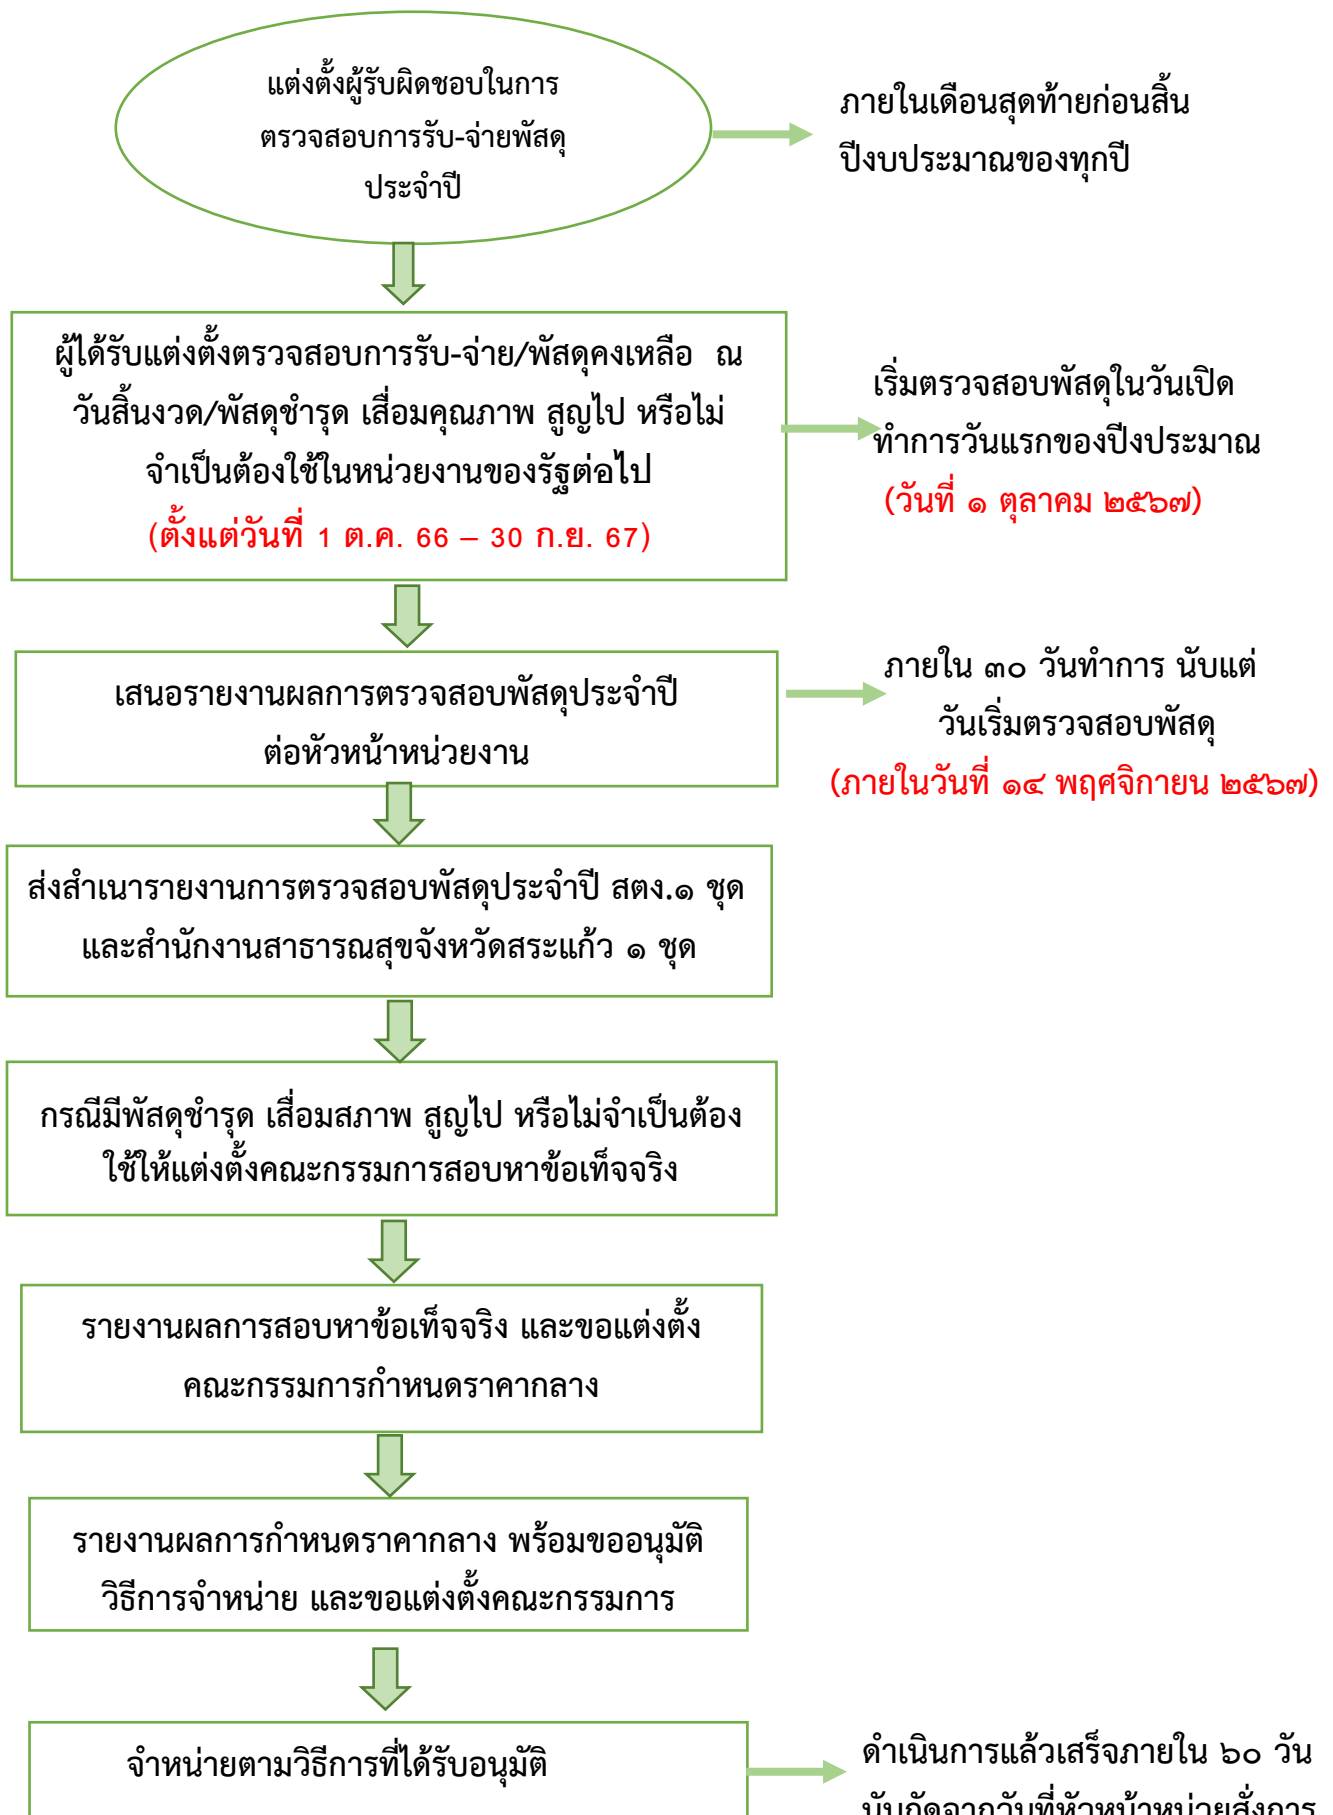 แต่งตั้งผู้รับผิดชอบในการ
ตรวจสอบการรับ-จ่ายพัสดุ
ประจำปี
ภายในเดือนสุดท้ายก่อนสิ้น
ปีงบประมาณของทุกปี
ผู้ได้รับแต่งตั้งตรวจสอบการรับ-จ่าย/พัสดุคงเหลือ ณ
วันสิ้นงวด/พัสดุชำรุด เสื่อมคุณภาพ สูญไป หรือไม่
จำเป็นต้องใช้ในหน่วยงานของรัฐต่อไป
(ตั้งแต่วันที่ 1 ต.ค. 66 – 30 ก.ย. 67)
เริ่มตรวจสอบพัสดุในวันเปิด
ทำการวันแรกของปีงประมาณ
(วันที่ ๑ ตุลาคม ๒๕๖๗)
เสนอรายงานผลการตรวจสอบพัสดุประจำปี
ต่อหัวหน้าหน่วยงาน
ภายใน ๓๐ วันทำการ นับแต่
วันเริ่มตรวจสอบพัสดุ
(ภายในวันที่ ๑๔ พฤศจิกายน ๒๕๖๗)
ส่งสำเนารายงานการตรวจสอบพัสดุประจำปี สตง.๑ ชุด
และสำนักงานสาธารณสุขจังหวัดสระแก้ว ๑ ชุด
กรณีมีพัสดุชำรุด เสื่อมสภาพ สูญไป หรือไม่จำเป็นต้อง
ใช้ให้แต่งตั้งคณะกรรมการสอบหาข้อเท็จจริง
รายงานผลการสอบหาข้อเท็จจริง และขอแต่งตั้ง
คณะกรรมการกำหนดราคากลาง
รายงานผลการกำหนดราคากลาง พร้อมขออนุมัติ
วิธีการจำหน่าย และขอแต่งตั้งคณะกรรมการ
จำหน่ายตามวิธีการที่ได้รับอนุมัติ
ดำเนินการแล้วเสร็จภายใน ๖๐ วัน
นับถัดจากวันที่หัวหน้าหน่วยสั่งการ